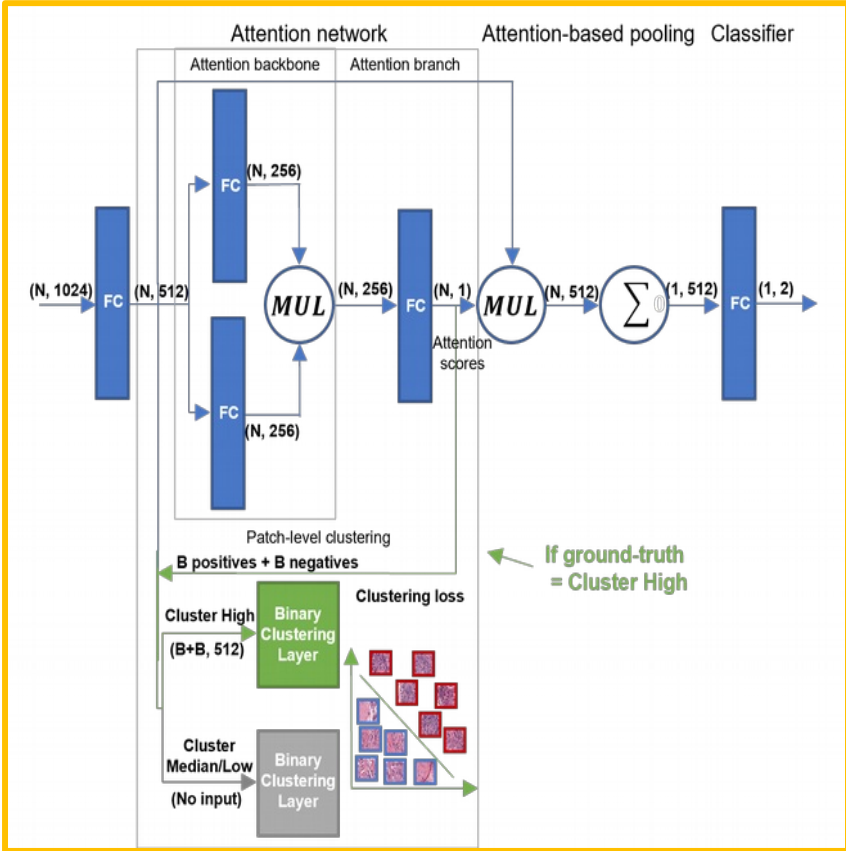 Attention network
Attention-based pooling
Classifier
Attention backbone
Attention branch
FC
(N, 256)
(N, 1024)
FC
(N, 512)
MUL
(N, 256)
FC
(N, 1)
MUL
(N, 512)
∑
(1, 512)
FC
(1, 2)
Attention
scores
FC
(N, 256)
Patch-level clustering
B positives + B negatives
If ground-truth
= Cluster High
Clustering loss
Cluster High
(B+B, 512)
Binary
Clustering
Layer
Cluster
Median/Low
(No input)
Binary
Clustering
Layer